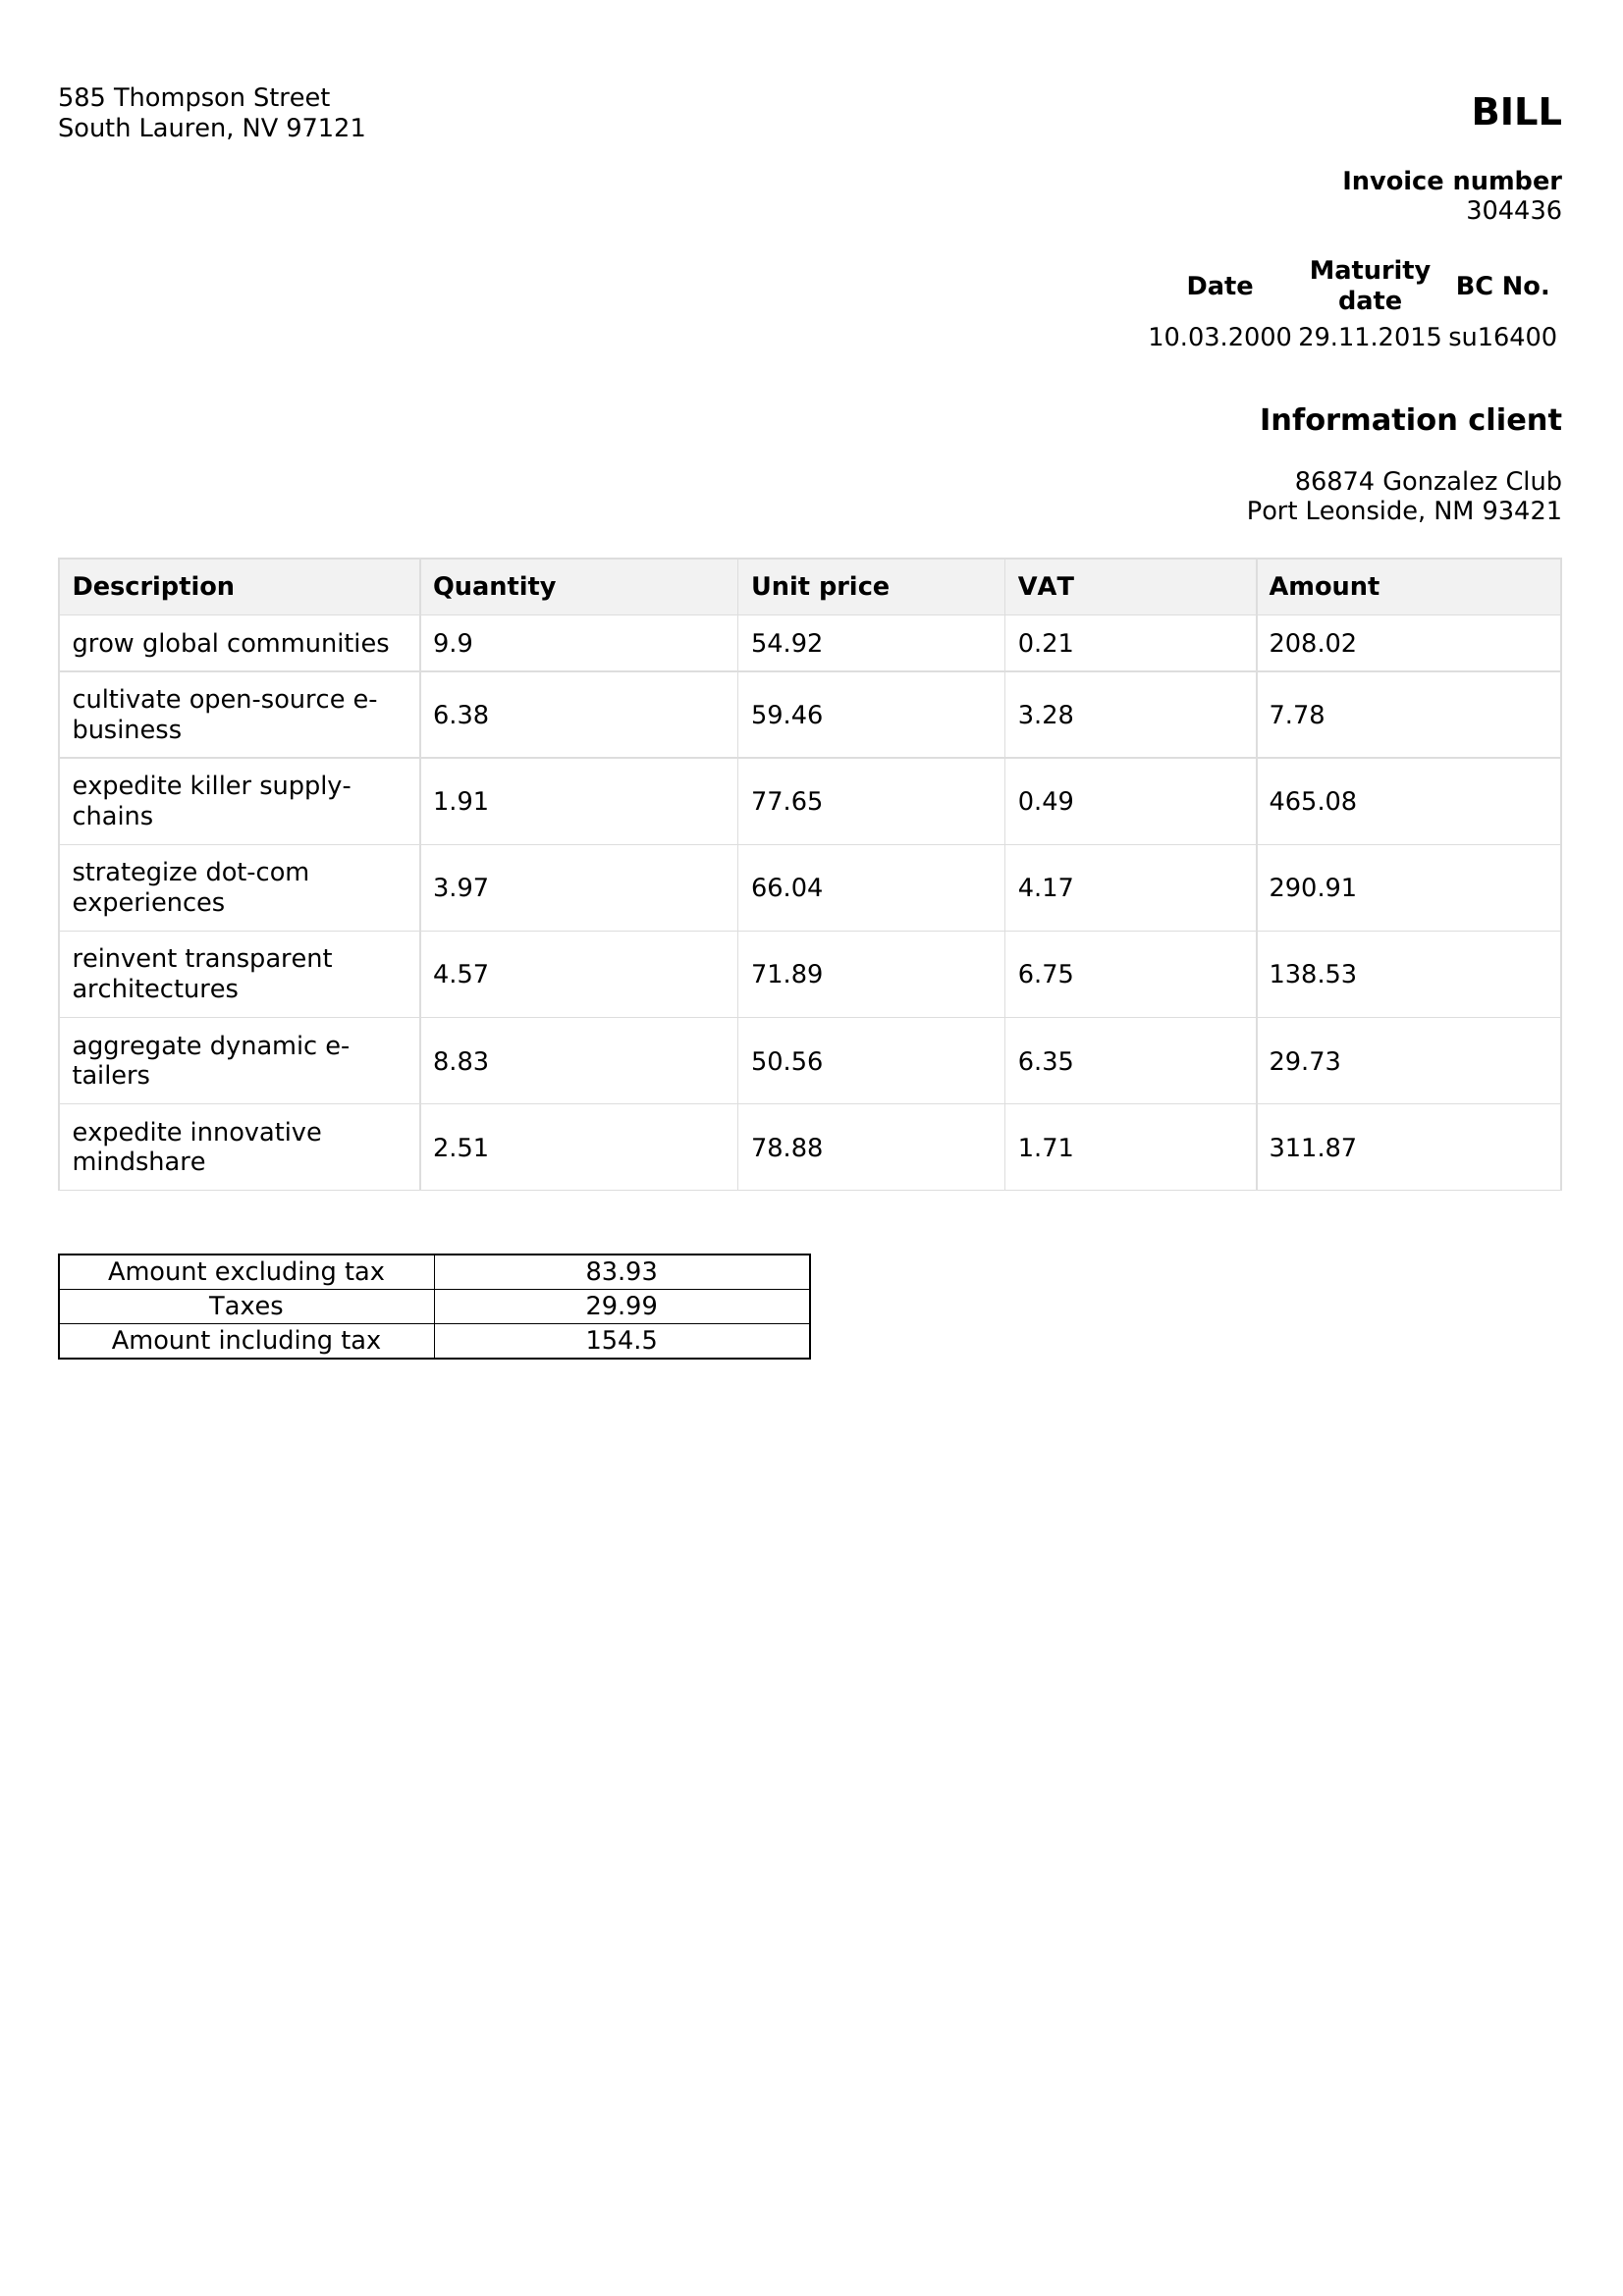 585 Thompson Street
South Lauren, NV 97121
BILL
Invoice number
304436
Date Maturity date BC No.
10.03.2000 29.11.2015 su16400
Information client
86874 Gonzalez Club
Port Leonside, NM 93421
Description Quantity Unit price VAT Amount
grow global communities 9.9 54.92 0.21 208.02
cultivate open-source e-
business 6.38 59.46 3.28 7.78
expedite killer supply-
chains 1.91 77.65 0.49 465.08
strategize dot-com
experiences 3.97 66.04 4.17 290.91
reinvent transparent
architectures 4.57 71.89 6.75 138.53
aggregate dynamic e-
tailers 8.83 50.56 6.35 29.73
expedite innovative
mindshare 2.51 78.88 1.71 311.87
Amount excluding tax 83.93
Taxes 29.99
Amount including tax 154.5